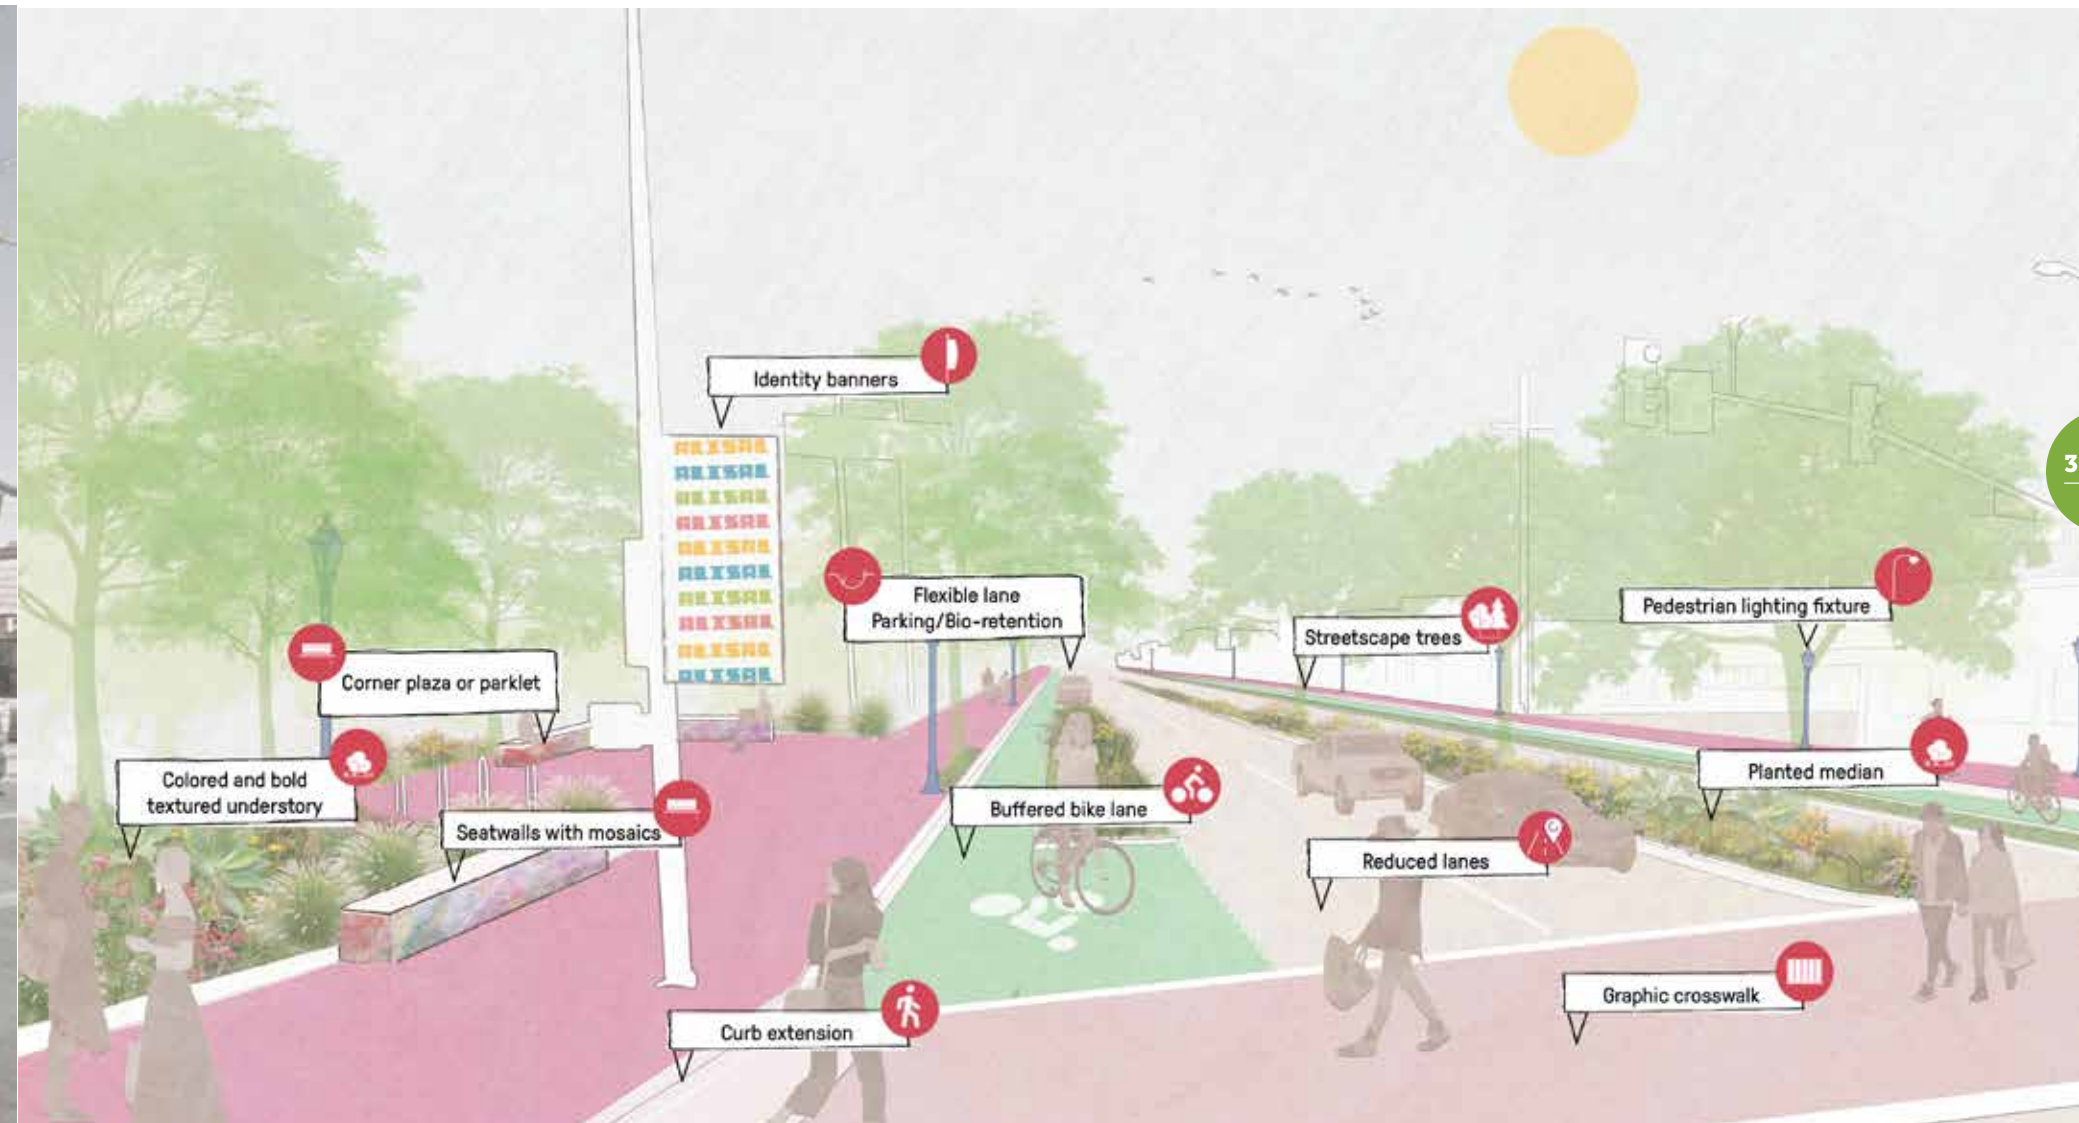 Identity banners
ALISAL
ALISAL
ALISAL
ALISAL
ALISAL
ALISAL
ALISAL
ALISAL
ALISAL
ALISAL
Flexible lane
Parking/Bio-retention
Streetscape trees
Pedestrian lighting fixture
3
Corner plaza or parklet
Colored and bold
textured understory
Seatwalls with mosaics
Buffered bike lane
Planted median
Reduced lanes
Graphic crosswalk
Curb extension